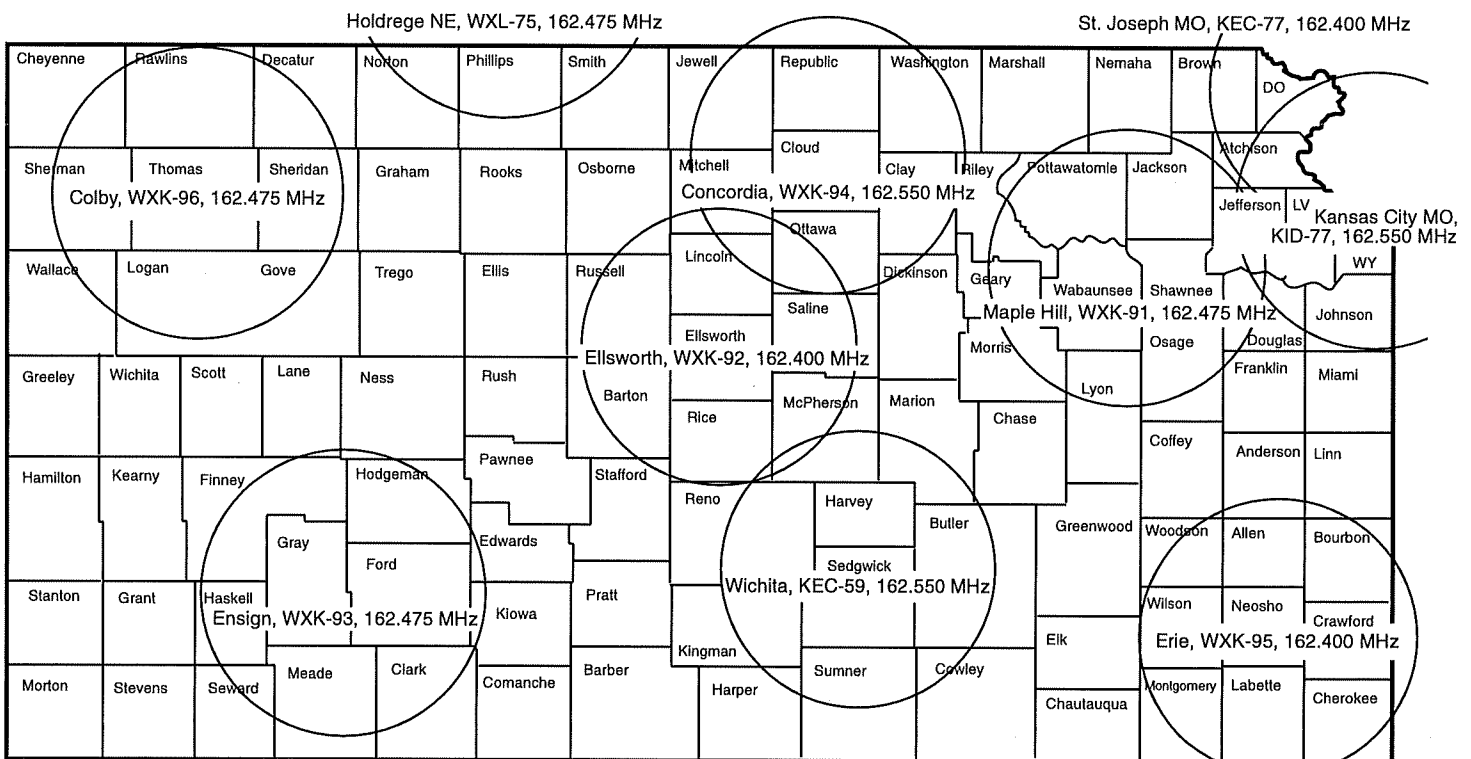 Holdrege NE, WXL-75, 162.475 MHz
St. Joseph MO, KEC-77, 162.400 MHz
Cheyenne
Rawlins
Decatur
Norton
Phillips
Smith
Jewell
Republic
Washington
Marshall
Nemaha
Brown
DO
Cloud
Atchison
Sherman
Thomas
Sheridan
Graham
Rooks
Osborne
Mitchell
Clay
Riley
Pottawatomie
Jackson
Colby, WXK-96, 162.475 MHz
Concordia, WXK-94, 162.550 MHz
Jefferson
LV
Kansas City MO,
KID-77, 162.550 MHz
WY
Ottawa
Wallace
Logan
Gove
Trego
Ellis
Russell
Lincoln
Dickinson
Geary
Wabaunsee
Shawnee
Saline
Maple Hill, WXK-91, 162.475 MHz
Johnson
Ellsworth
Ellsworth, WXK-92, 162.400 MHz
Morris
Osage
Douglas
Greeley
Wichita
Scott
Lane
Ness
Rush
Barton
Rice
McPherson
Marion
Chase
Lyon
Franklin
Miami
Coffey
Anderson
Linn
Hamilton
Kearny
Finney
Hodgeman
Pawnee
Stafford
Reno
Harvey
Butler
Greenwood
Woodson
Allen
Bourbon
Gray
Ford
Edwards
Sedgwick
Wichita, KEC-59, 162.550 MHz
Stanton
Grant
Haskell
Ensign, WXK-93, 162.475 MHz
Kiowa
Pratt
Wilson
Neosho
Crawford
Erie, WXK-95, 162.400 MHz
Elk
Kingman
Morton
Stevens
Seward
Meade
Clark
Comanche
Barber
Harper
Sumner
Cowley
Chautauqua
Montgomery
Labette
Cherokee